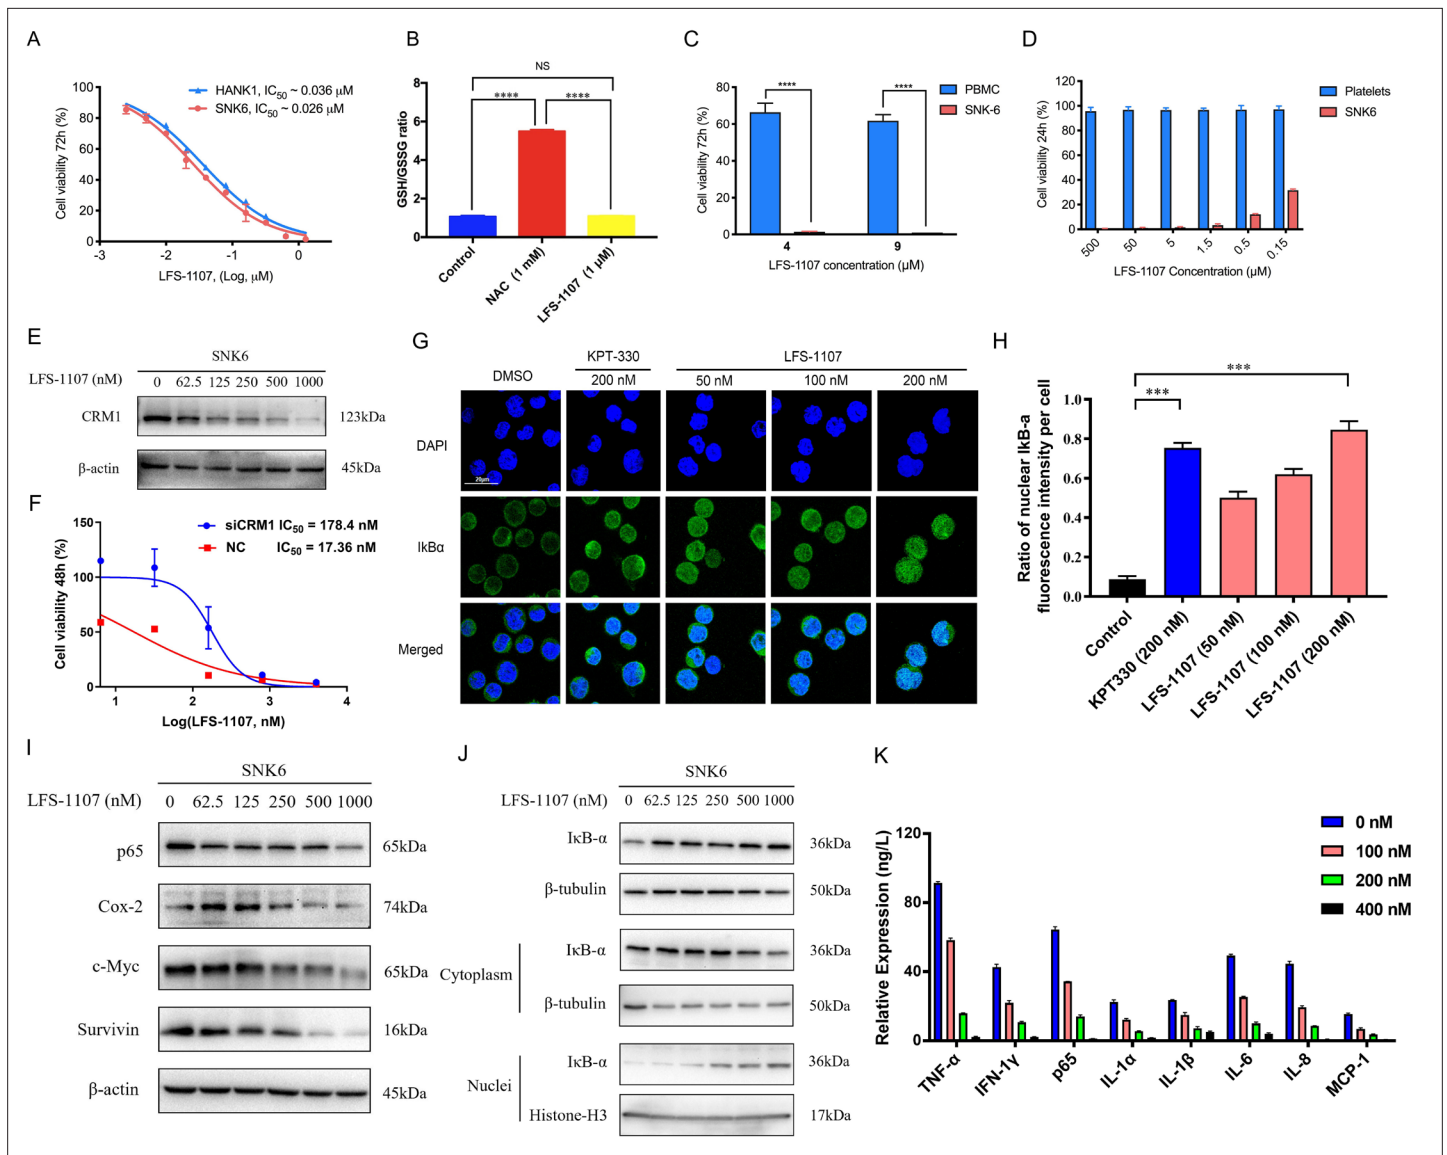 A
100
80
60
40
20
0
-3
-2
-1
0
Cell viability 72h (%)
LFS-1107, (Log, μM)
HANK1, IC50 ~ 0.036 μM
SNK6, IC50 ~ 0.026 μM
B
8
6
4
2
0
GSH/GSSG ratio
NS
****
****
Control
NAC (1 mM)
LFS-1107 (1 μM)
C
80
60
40
20
0
Cell viability 72h (%)
****
****
PBMC
SNK-6
4
9
LFS-1107 concentration (μM)
D
120
100
80
60
40
20
0
Cell viability 24h (%)
Platelets
SNK6
500
50
5
1.5
0.5
0.15
LFS-1107 Concentration (μM)
E
SNK6
LFS-1107 (nM)
0 62.5 125 250 500 1000
CRM1
123kDa
β-actin
45kDa
F
150
100
50
0
1
2
3
4
Cell viability 48h (%)
Log(LFS-1107, nM)
siCRM1 IC50 = 178.4 nM
NC IC50 = 17.36 nM
G
KPT-330
LFS-1107
DMSO
200 nM
50 nM
100 nM
200 nM
DAPI
20μm
IkBα
Merged
H
1.0
0.8
0.6
0.4
0.2
0.0
Ratio of nuclear IkB-a
fluorescence intensity per cell
***
***
Control
KPT330 (200 nM)
LFS-1107 (50 nM)
LFS-1107 (100 nM)
LFS-1107 (200 nM)
I
SNK6
LFS-1107 (nM)
0 62.5 125 250 500 1000
p65
65kDa
Cox-2
74kDa
c-Myc
65kDa
Survivin
16kDa
β-actin
45kDa
J
SNK6
LFS-1107 (nM)
0 62.5 125 250 500 1000
IκB-α
36kDa
β-tubulin
50kDa
Cytoplasm
IκB-α
36kDa
β-tubulin
50kDa
Nuclei
IκB-α
36kDa
Histone-H3
17kDa
K
120
80
40
0
Relative Expression (ng/L)
0 nM
100 nM
200 nM
400 nM
TNF-α
IFN-1γ
p65
IL-1α
IL-1β
IL-6
IL-8
MCP-1